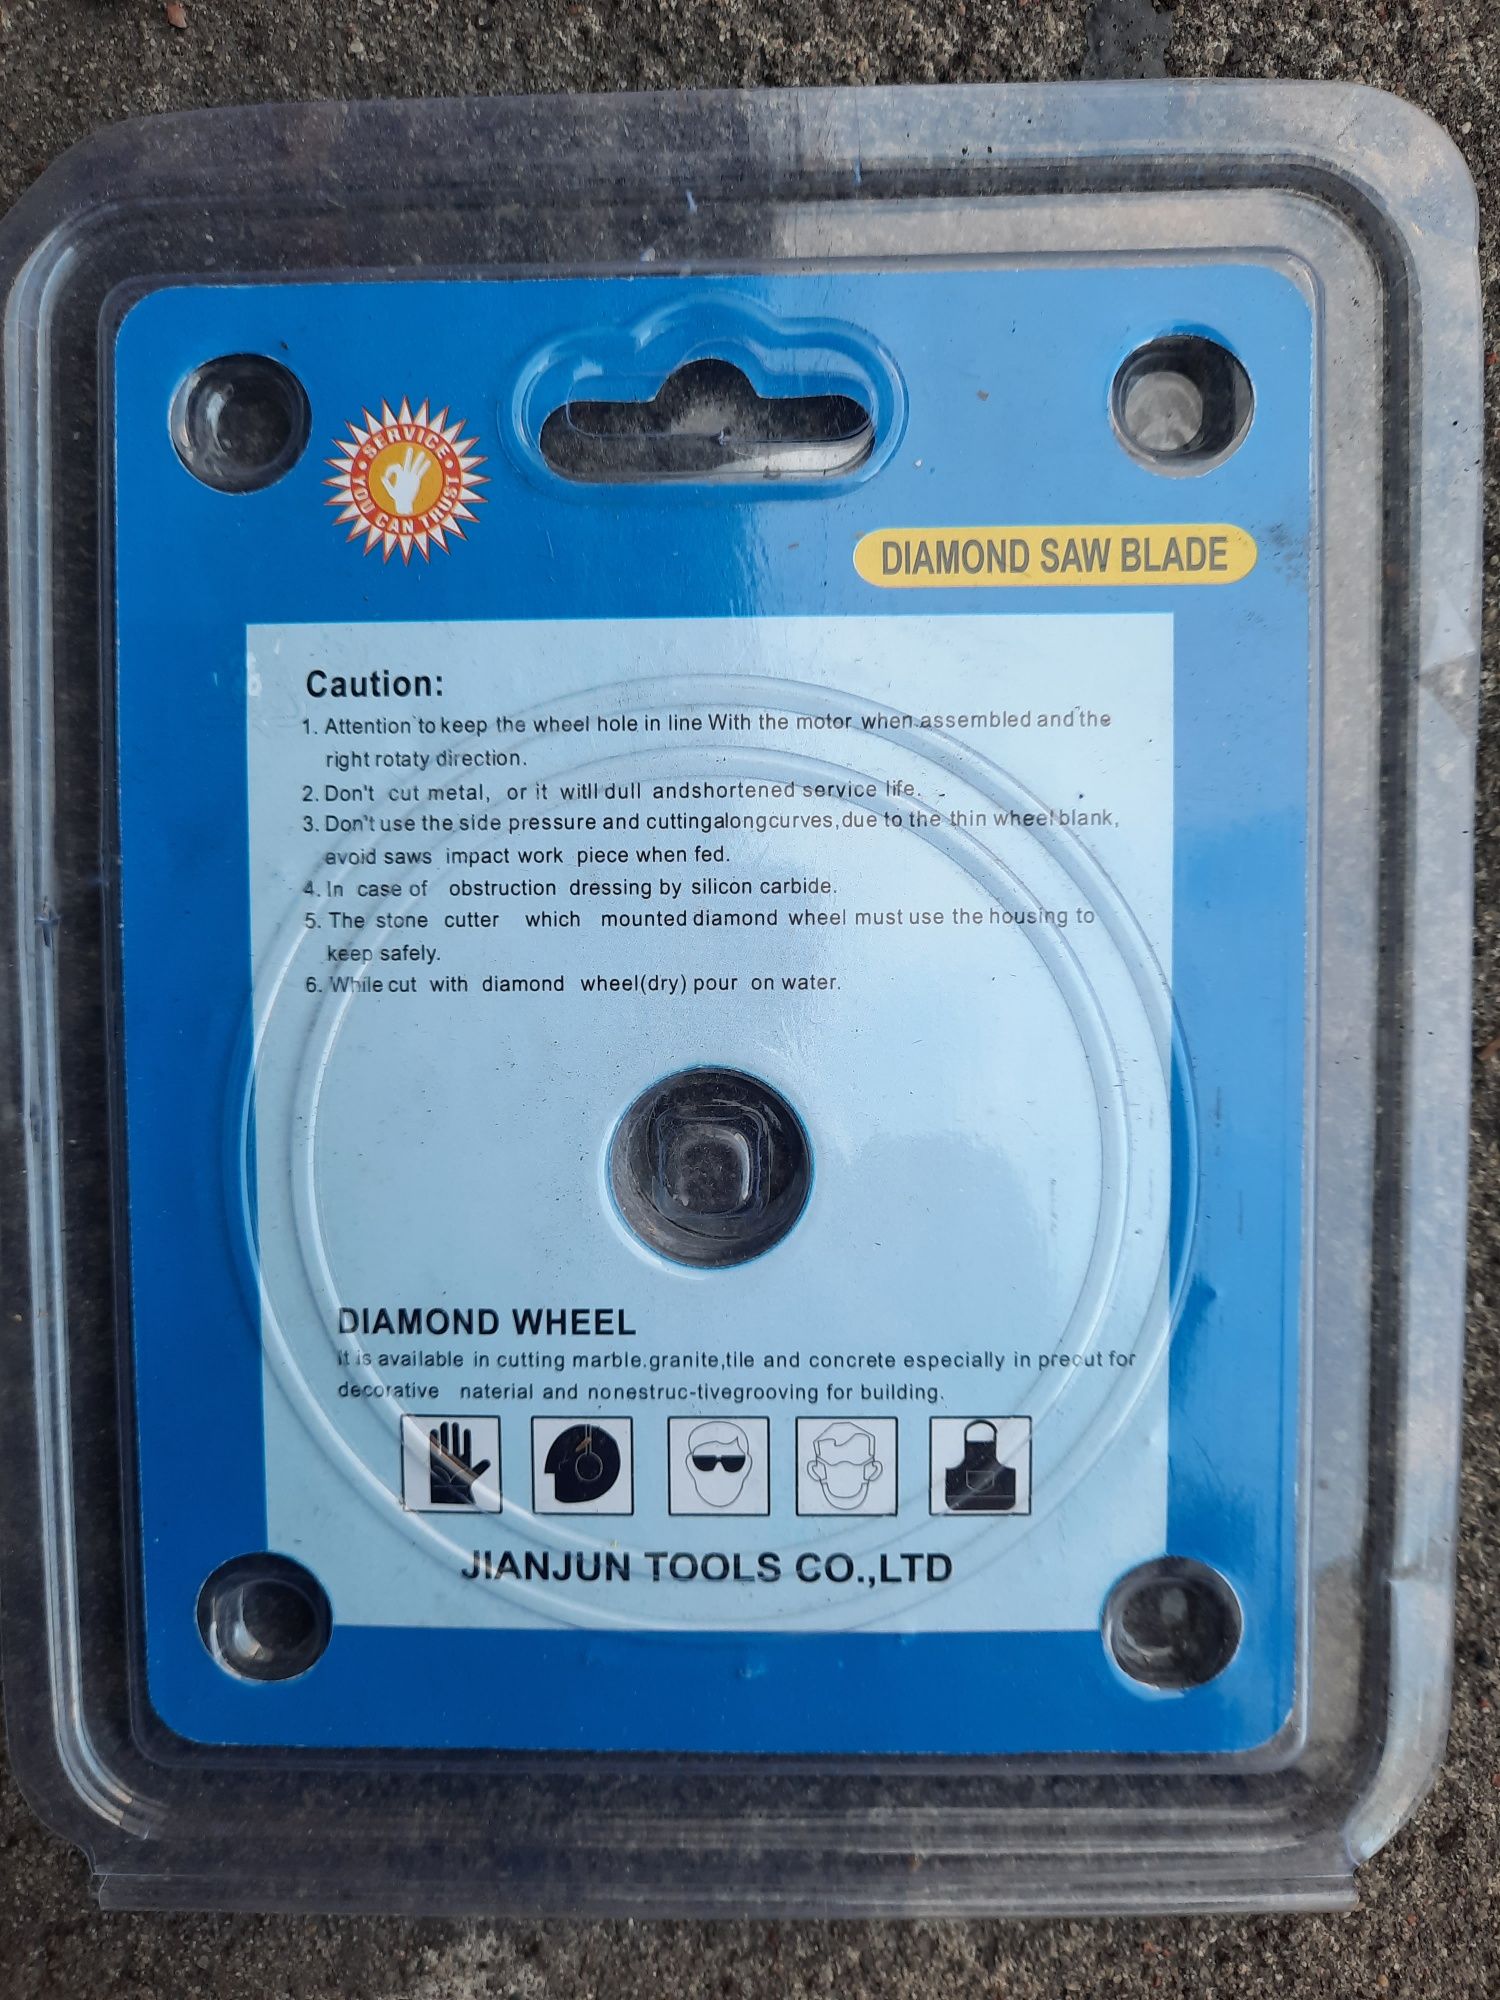 SERVICE
YOU CAN TRUST
DIAMOND SAW BLADE
Caution:
1. Attention to keep the wheel hole in line With the motor when assembled and the
right rotaty direction.
2. Don't cut metal, or it witll dull andshortened service life.
3. Don't use the side pressure and cuttingalongcurves,due to the thin wheel blank,
avoid saws impact work piece when fed.
4. In case of obstruction dressing by silicon carbide.
5. The stone cutter which mounted diamond wheel must use the housing to
keep safely.
6. While cut with diamond wheel(dry) pour on water.
DIAMOND WHEEL
It is available in cutting marble.granite,tile and concrete especially in precut for
decorative naterial and nonestruc-tivegrooving for building.
JIANJUN TOOLS CO.,LTD